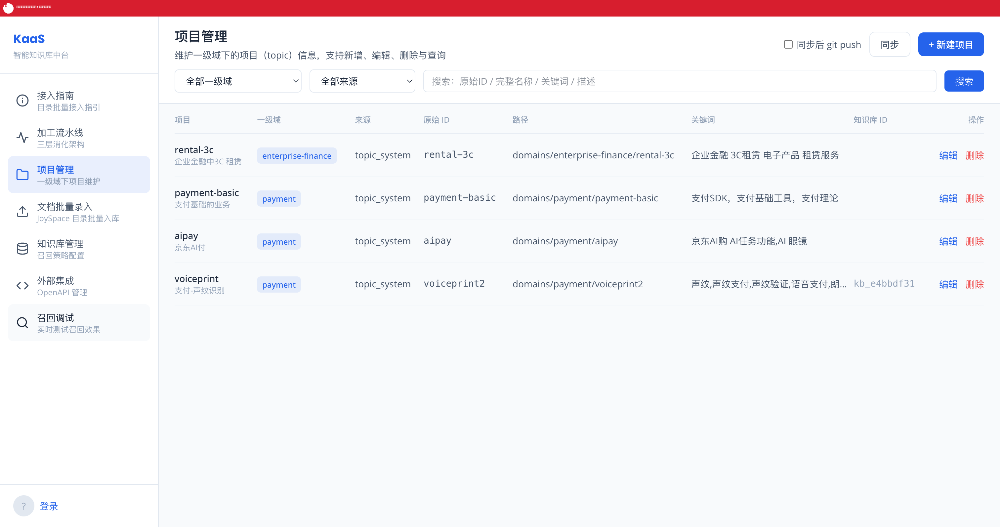 KaaS
智能知识库中台
接入指南
目录批量接入指引
加工流水线
三层消化架构
项目管理
一级域下项目维护
文档批量录入
JoySpace 目录批量入库
知识库管理
召回策略配置
外部集成
OpenAPI 管理
召回调试
实时测试召回效果
? 登录
项目管理
维护一级域下的项目（topic）信息，支持新增、编辑、删除与查询
同步后 git push 同步 + 新建项目
全部一级域 全部来源 搜索：原始ID / 完整名称 / 关键词 / 描述 搜索
项目 一级域 来源 原始 ID 路径 关键词 知识库 ID 操作
rental-3c
企业金融中3C 租赁
enterprise-finance topic_system rental-3c domains/enterprise-finance/rental-3c 企业金融 3C租赁 电子产品 租赁服务 编辑 删除
payment-basic
支付基础的业务
payment topic_system payment-basic domains/payment/payment-basic 支付SDK，支付基础工具，支付理论 编辑 删除
aipay
京东AI付
payment topic_system aipay domains/payment/aipay 京东AI购 AI任务功能,AI 眼镜 编辑 删除
voiceprint
支付-声纹识别
payment topic_system voiceprint2 domains/payment/voiceprint2 声纹,声纹支付,声纹验证,语音支付,朗... kb_e4bbdf31 编辑 删除